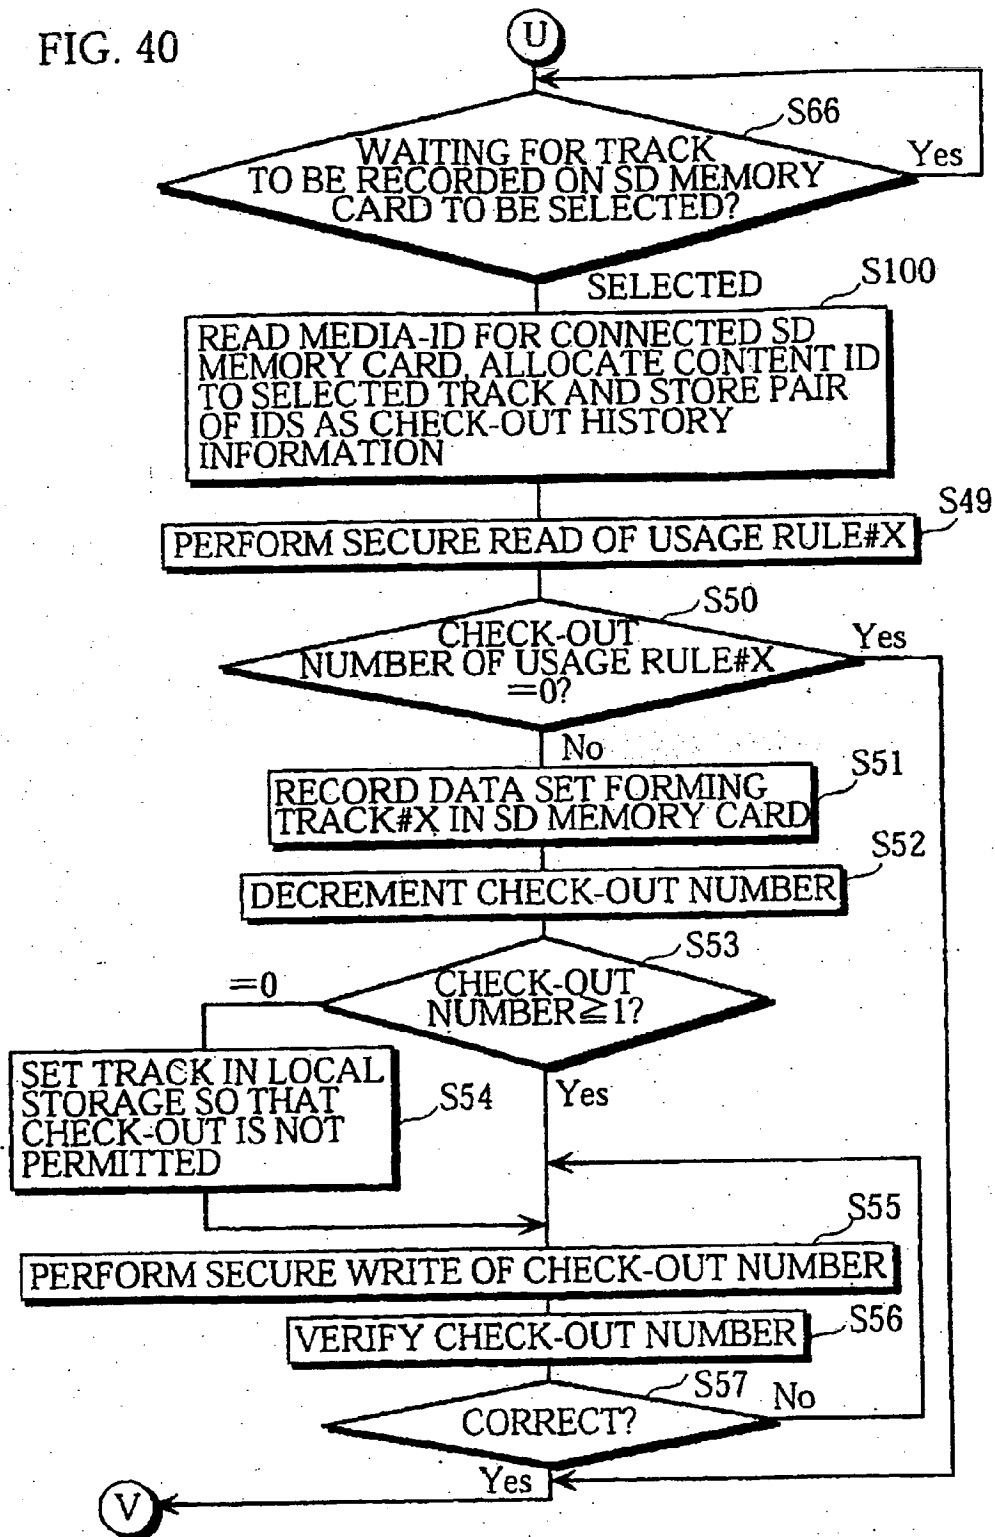 FIG. 40
U
S66
WAITING FOR TRACK
TO BE RECORDED ON SD MEMORY
CARD TO BE SELECTED?
Yes
SELECTED
S100
READ MEDIA-ID FOR CONNECTED SD
MEMORY CARD, ALLOCATE CONTENT ID
TO SELECTED TRACK AND STORE PAIR
OF IDS AS CHECK-OUT HISTORY
INFORMATION
S49
PERFORM SECURE READ OF USAGE RULE#X
S50
CHECK-OUT
NUMBER OF USAGE RULE#X
=0?
Yes
No
S51
RECORD DATA SET FORMING
TRACK#X IN SD MEMORY CARD
S52
DECREMENT CHECK-OUT NUMBER
S53
=0
CHECK-OUT
NUMBER≧1?
Yes
SET TRACK IN LOCAL
STORAGE SO THAT
CHECK-OUT IS NOT
PERMITTED
S54
S55
PERFORM SECURE WRITE OF CHECK-OUT NUMBER
VERIFY CHECK-OUT NUMBER
S56
S57
CORRECT?
No
Yes
V